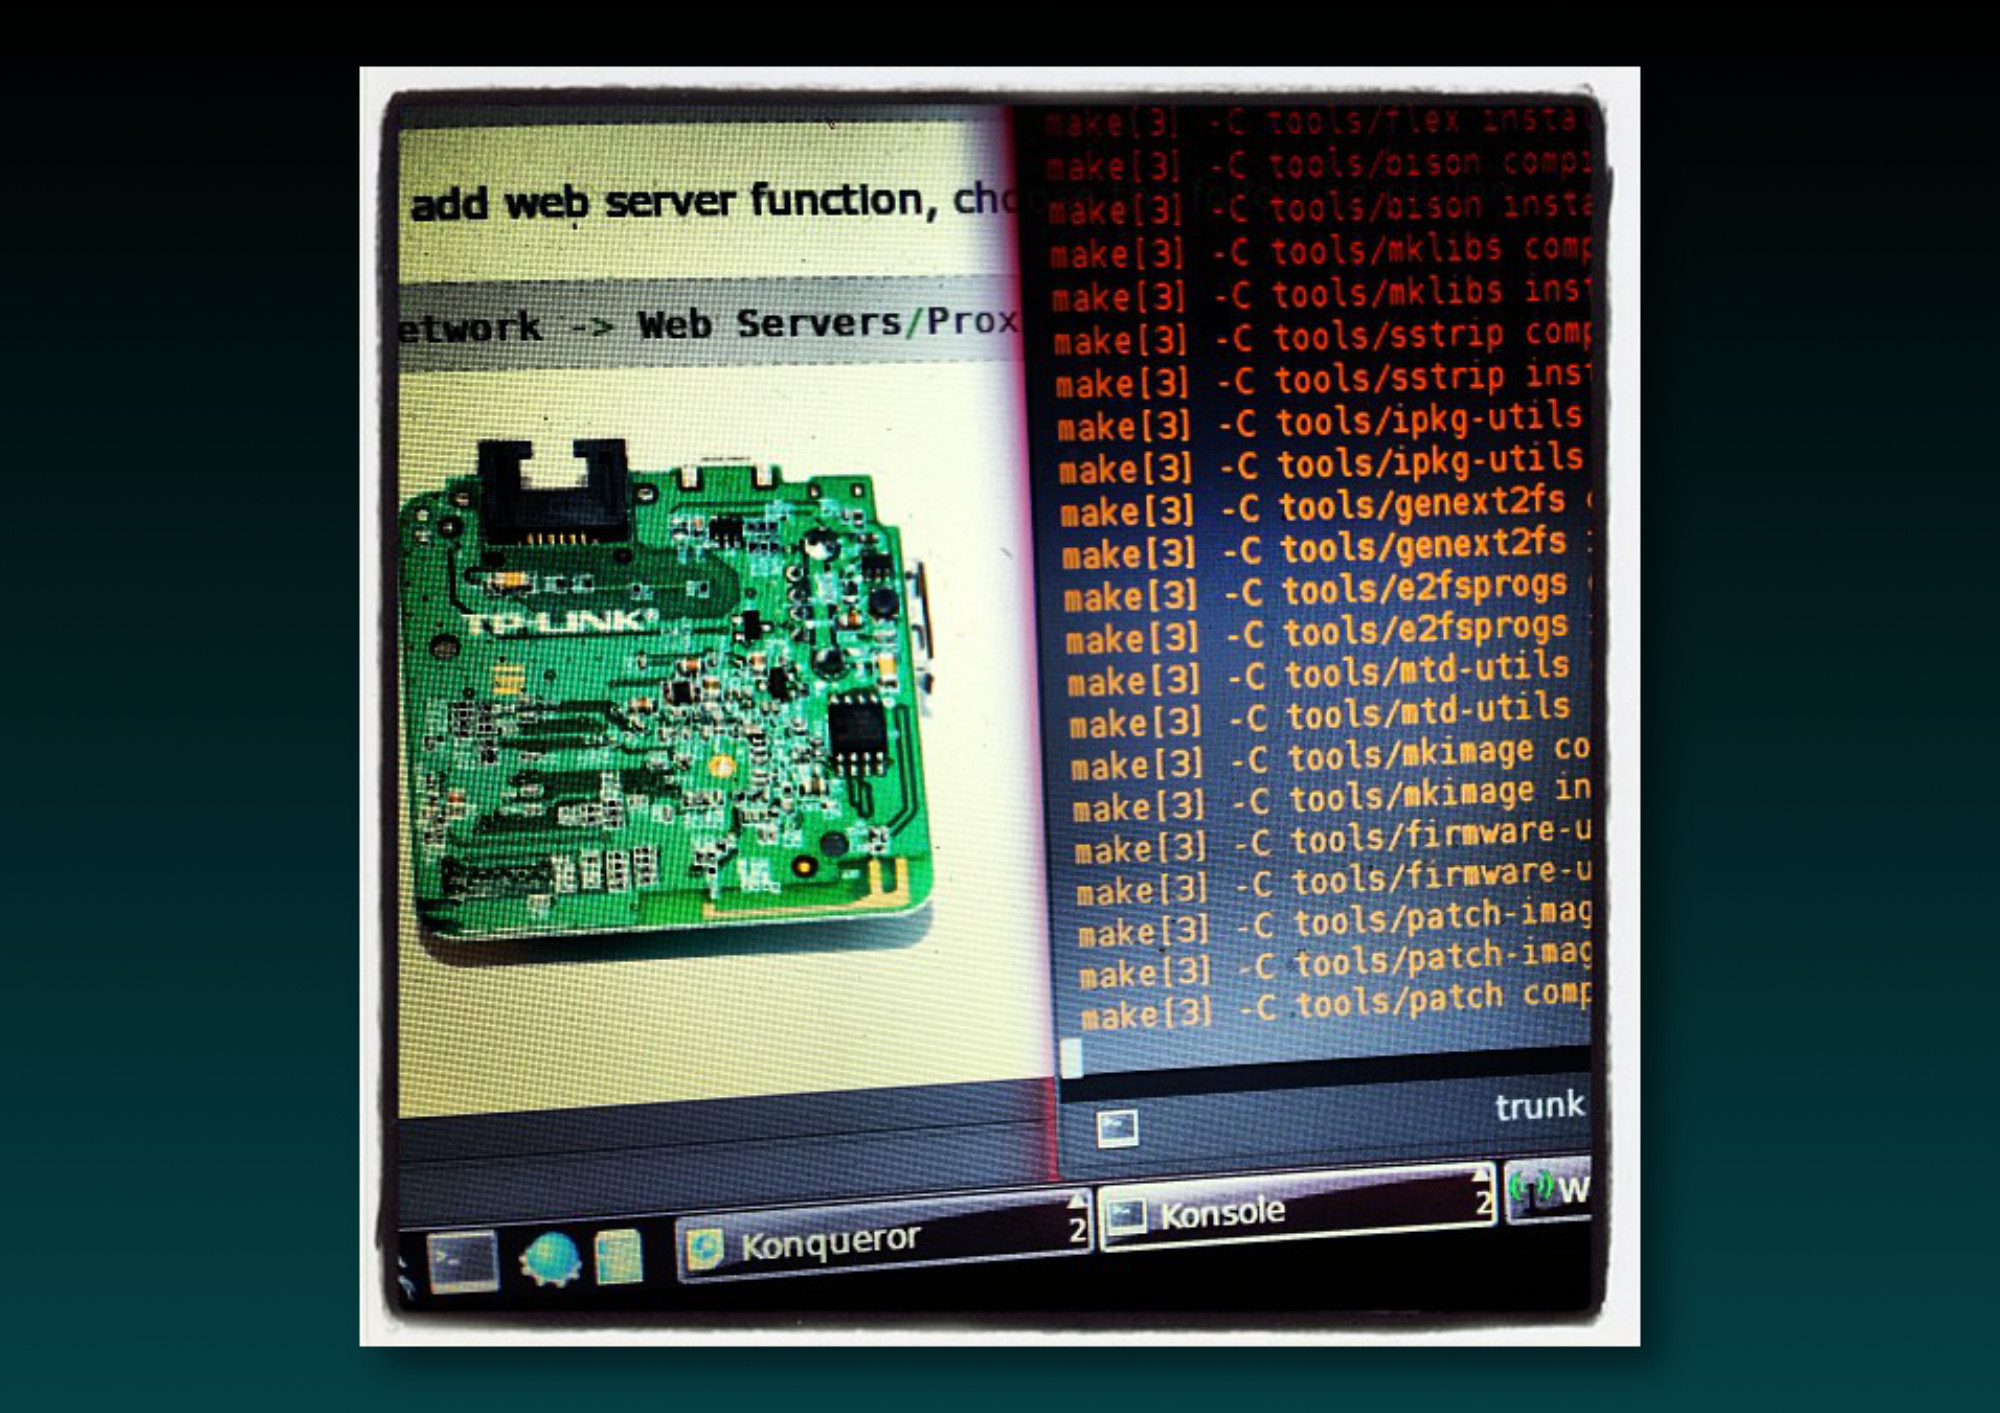 add web server function, cho
etwork -> Web Servers/Prox
TP-LINK®
make[3] -C tools/flex insta
make[3] -C tools/bison compi
make[3] -C tools/bison insta
make[3] -C tools/mklibs comp
make[3] -C tools/mklibs inst
make[3] -C tools/sstrip comp
make[3] -C tools/sstrip inst
make[3] -C tools/ipkg-utils
make[3] -C tools/ipkg-utils
make[3] -C tools/genext2fs
make[3] -C tools/genext2fs
make[3] -C tools/e2fsprogs
make[3] -C tools/e2fsprogs
make[3] -C tools/mtd-utils
make[3] -C tools/mtd-utils
make[3] -C tools/mkimage co
make[3] -C tools/mkimage in
make[3] -C tools/firmware-u
make[3] -C tools/firmware-u
make[3] -C tools/patch-imag
make[3] -C tools/patch-imag
make[3] -C tools/patch comp
trunk
Konqueror 2
Konsole 2
W